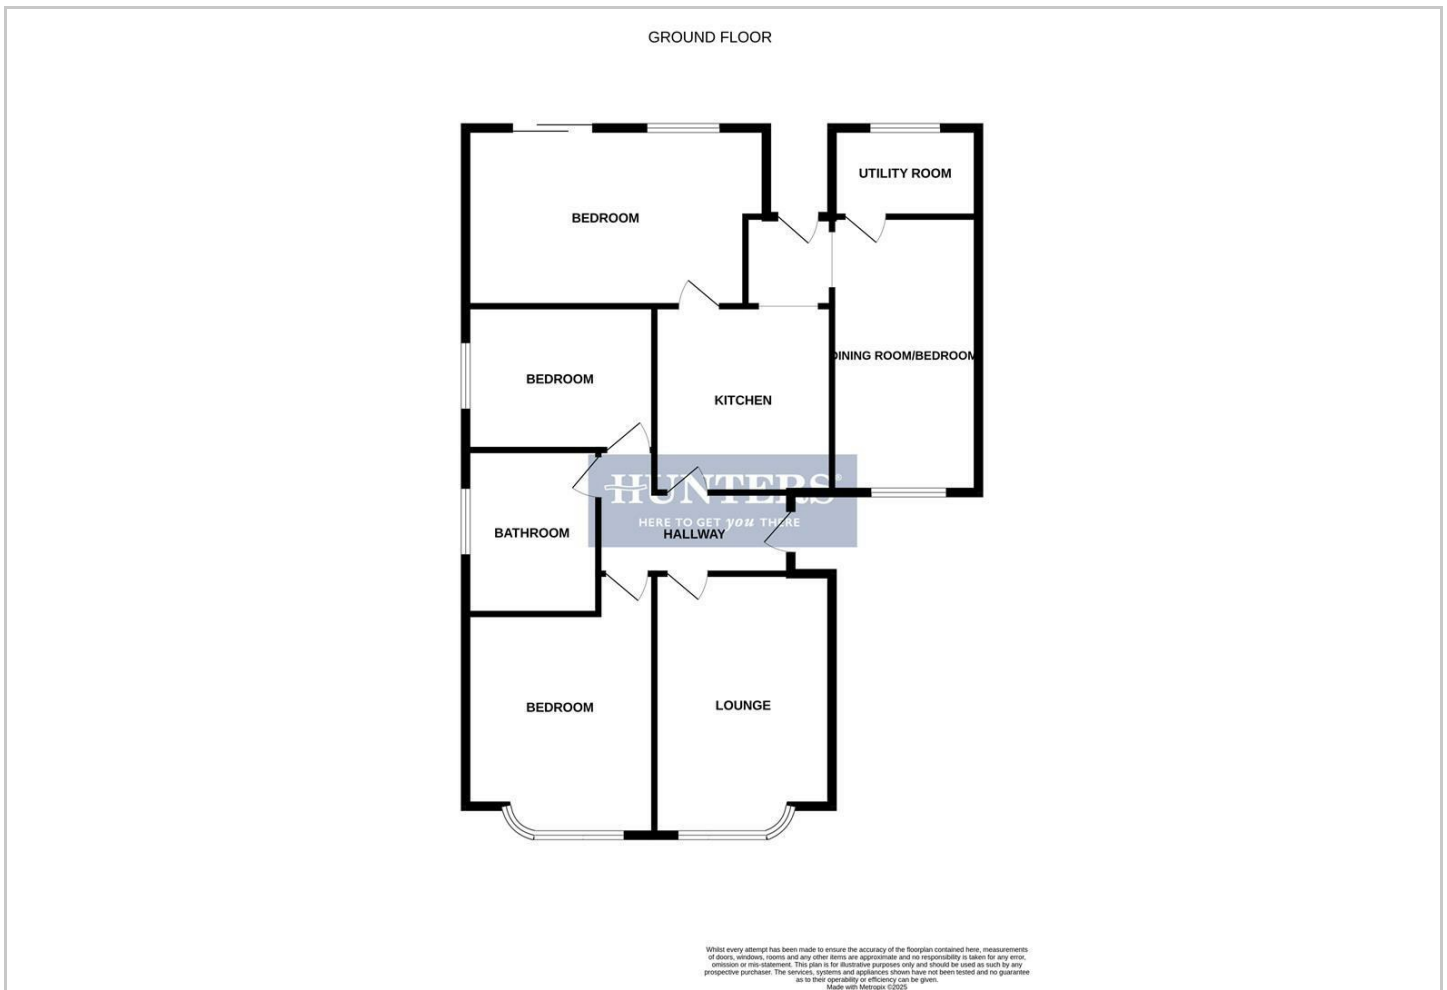 GROUND FLOOR
UTILITY ROOM
BEDROOM
DINING ROOM/BEDROOM
BEDROOM
KITCHEN
HUNTERS
HERE TO GET you THERE
BATHROOM
HALLWAY
BEDROOM
LOUNGE
Whilst every attempt has been made to ensure the accuracy of the floorplan contained here, measurements
of doors, windows, rooms and any other items are approximate and no responsibility is taken for any error,
omission or mis-statement. This plan is for illustrative purposes only and should be used as such by any
prospective purchaser. The services, systems and appliances shown have not been tested and no guarantee
as to their operability or efficiency can be given.
Made with Metropix ©2025